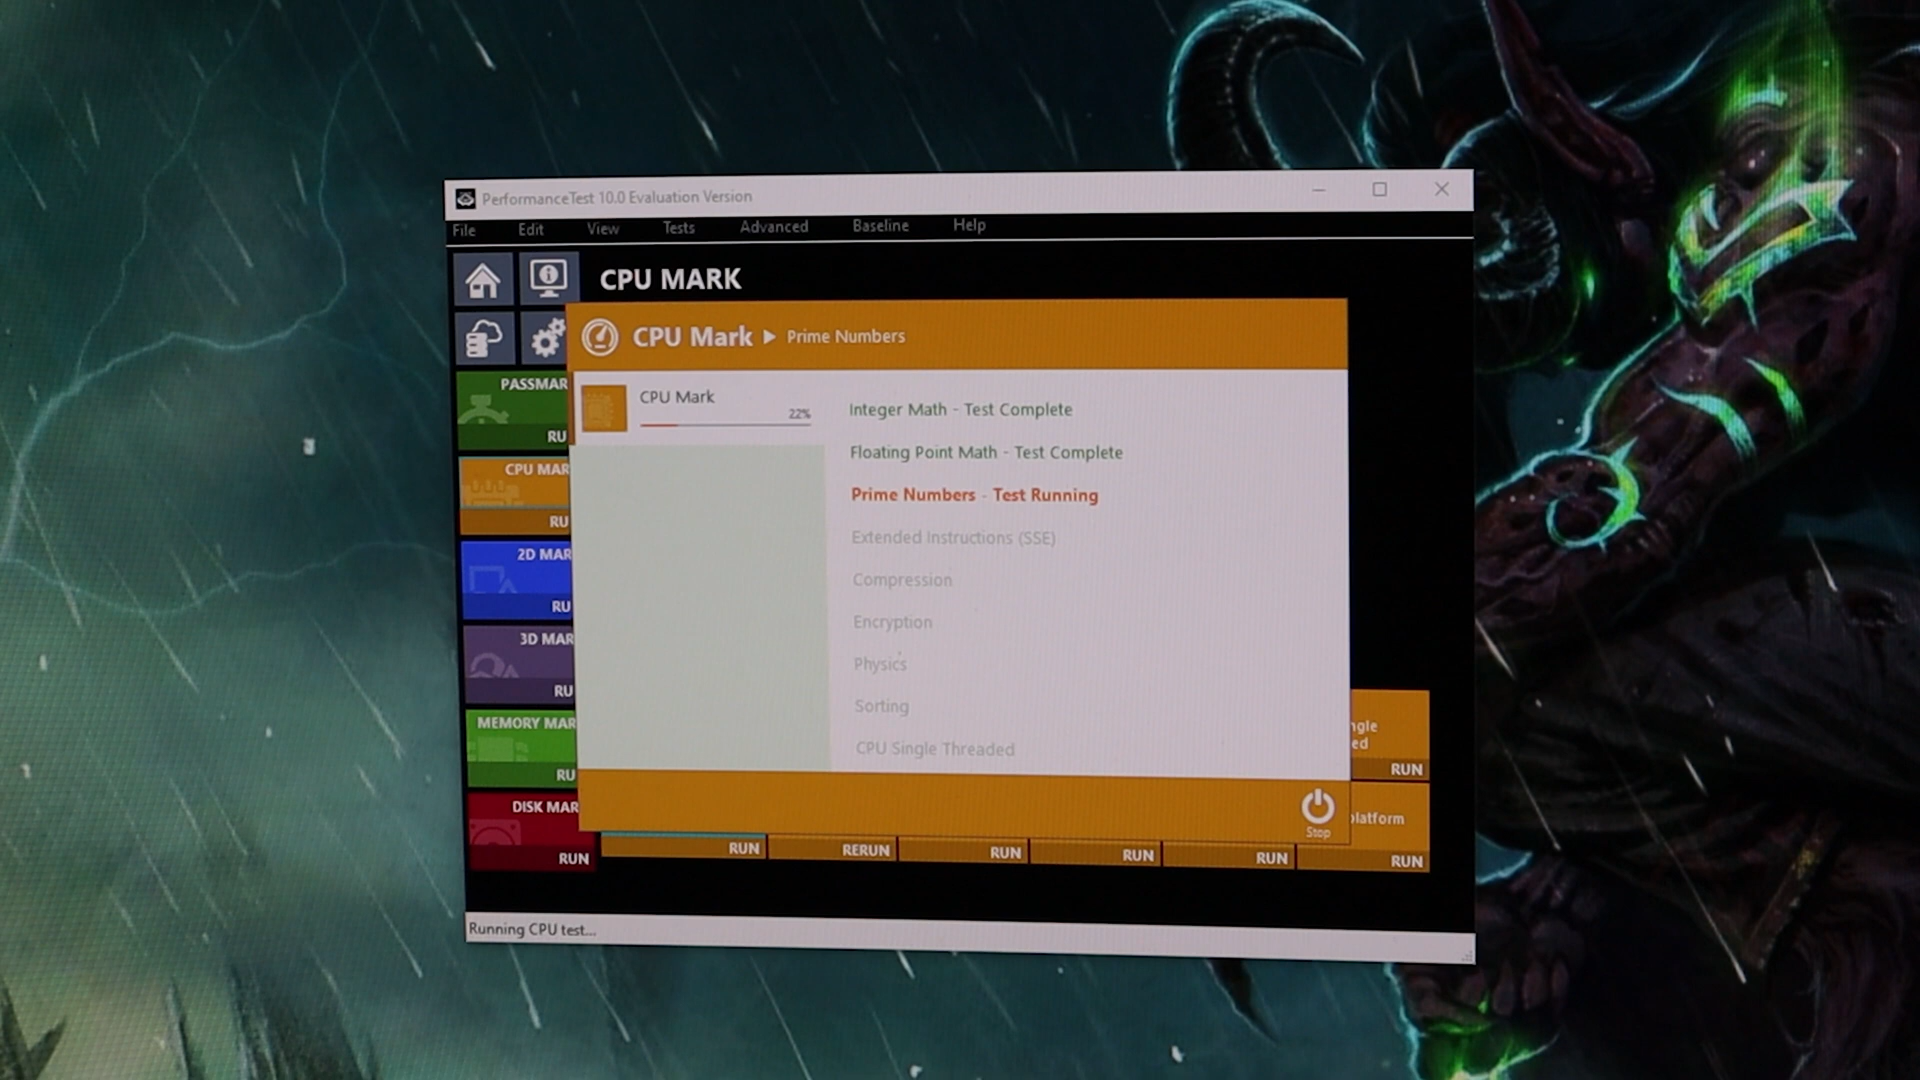 PerformanceTest 10.0 Evaluation Version
File Edit View Tests Advanced Baseline Help
CPU MARK
CPU Mark ▶ Prime Numbers
PASSMAR
RU
CPU MAR
RU
2D MAR
RU
3D MAR
RU
MEMORY MAR
RU
DISK MAR
RUN
CPU Mark
22%
Integer Math - Test Complete
Floating Point Math - Test Complete
Prime Numbers - Test Running
Extended Instructions (SSE)
Compression
Encryption
Physics
Sorting
CPU Single Threaded
ngle
ed
RUN
Stop
platform
RUN RERUN RUN RUN RUN RUN
Running CPU test...